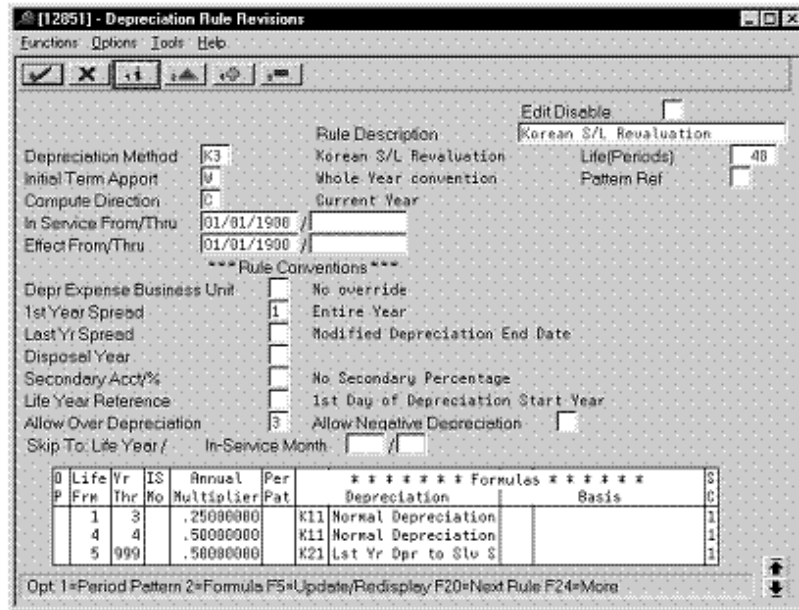 [12851] - Depreciation Rule Revisions
Functions Options Tools Help
Edit Disable
Rule Description Korean S/L Revaluation
Depreciation Method K3 Korean S/L Revaluation Life(Periods) 48
Initial Term Apport W Whole Year convention Pattern Ref
Compute Direction C Current Year
In Service From/Thru 01/01/1900 /
Effect From/Thru 01/01/1900 /
*** Rule Conventions ***
Depr Expense Business Unit No override
1st Year Spread 1 Entire Year
Last Yr Spread Modified Depreciation End Date
Disposal Year
Secondary Acct/% No Secondary Percentage
Life Year Reference 1st Day of Depreciation Start Year
Allow Over Depreciation 3 Allow Negative Depreciation
Skip To: Life Year / In-Service Month /
O Life Yr IS Annual Per * * * * * * * Formulas * * * * * * S
P Frm Thr Mo Multiplier Pat Depreciation Basis C
1 3 .25000000 K11 Normal Depreciation 1
4 4 .50000000 K11 Normal Depreciation 1
5 999 .50000000 K21 Lst Yr Dpr to Slv S 1
Opt: 1=Period Pattern 2=Formula F5=Update/Redisplay F20=Next Rule F24=More